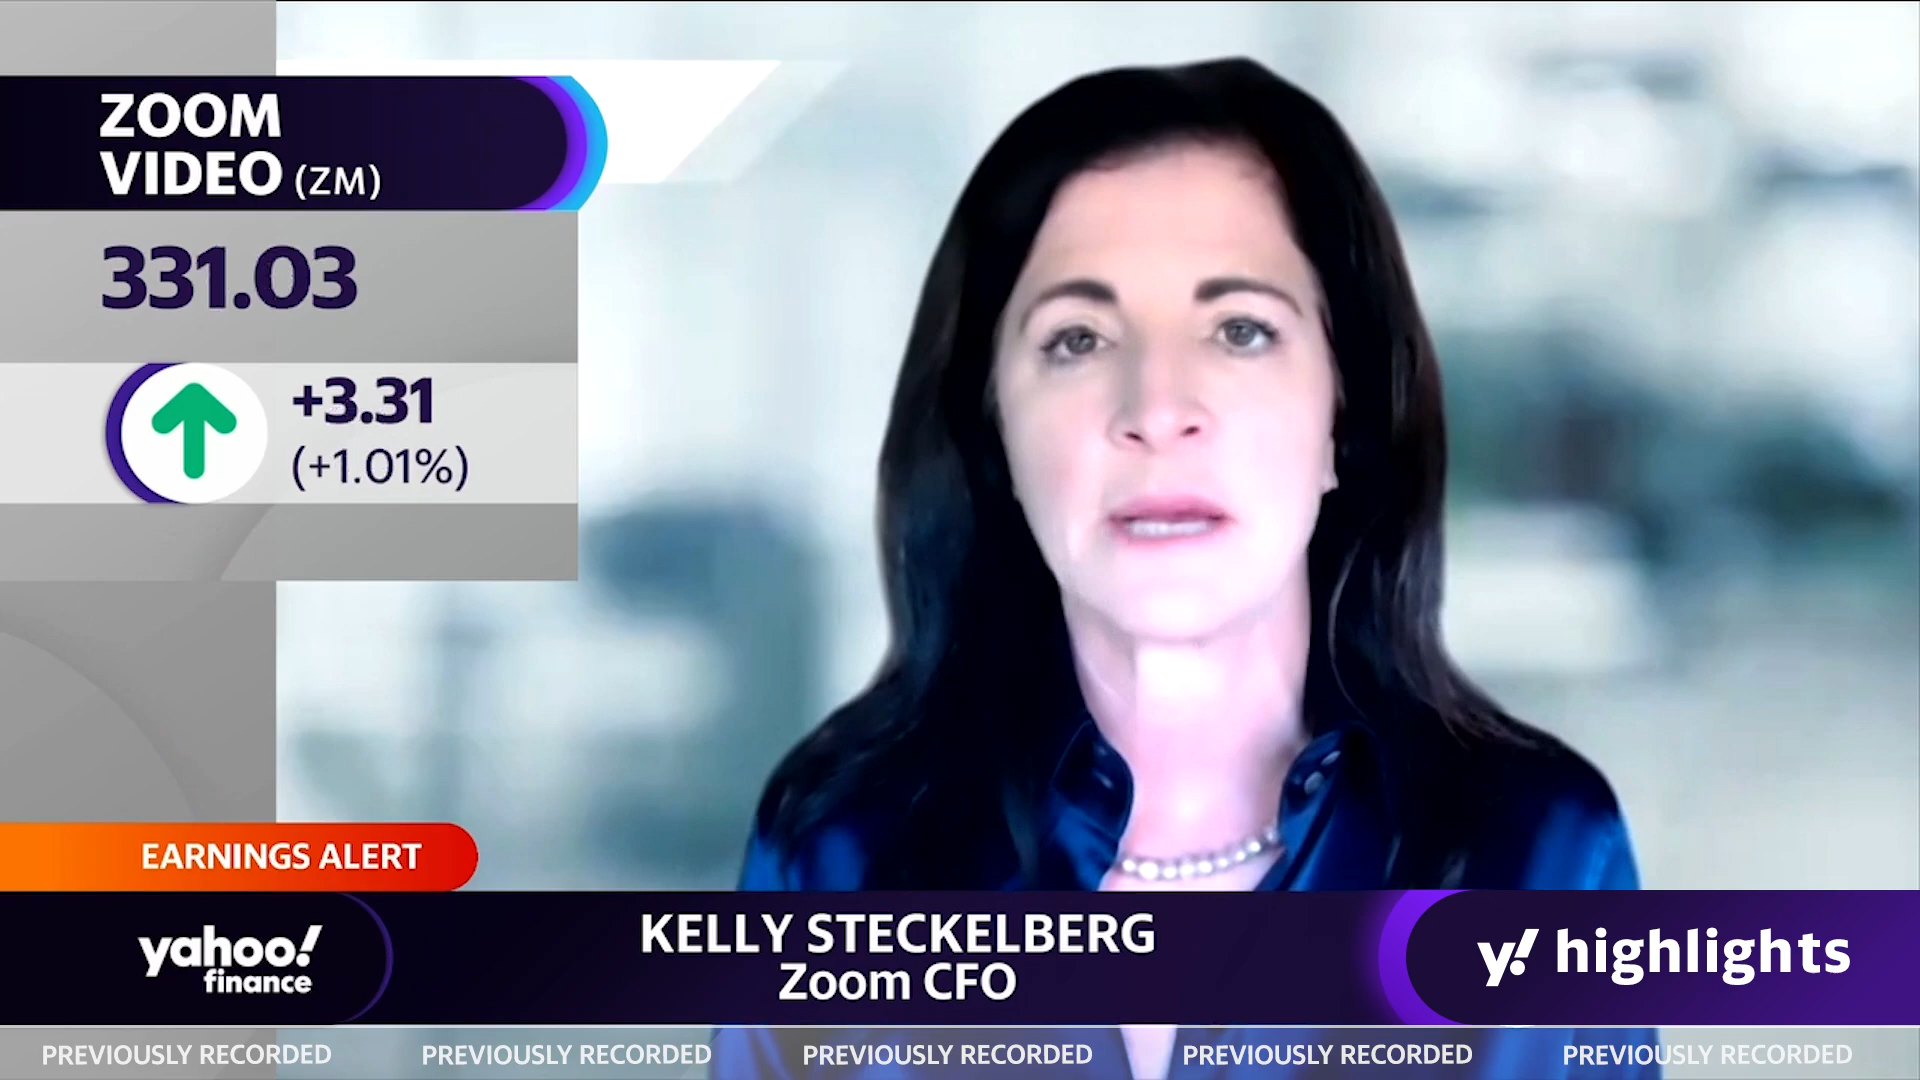 ZOOM
VIDEO (ZM)
331.03
+3.31
(+1.01%)
EARNINGS ALERT
yahoo!
finance
KELLY STECKELBERG
Zoom CFO
y! highlights
PREVIOUSLY RECORDED PREVIOUSLY RECORDED PREVIOUSLY RECORDED PREVIOUSLY RECORDED PREVIOUSLY RECORDED